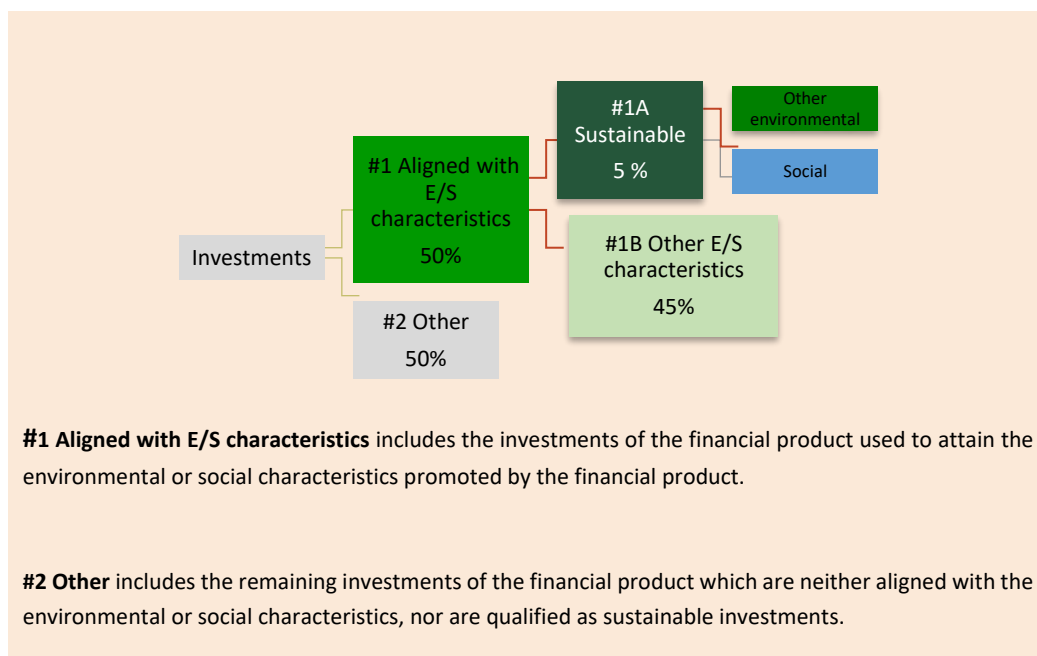 Investments
#1 Aligned with
E/S
characteristics
50%
#2 Other
50%
#1A
Sustainable
5 %
#1B Other E/S
characteristics
45%
Other
environmental
Social
#1 Aligned with E/S characteristics includes the investments of the financial product used to attain the
environmental or social characteristics promoted by the financial product.
#2 Other includes the remaining investments of the financial product which are neither aligned with the
environmental or social characteristics, nor are qualified as sustainable investments.